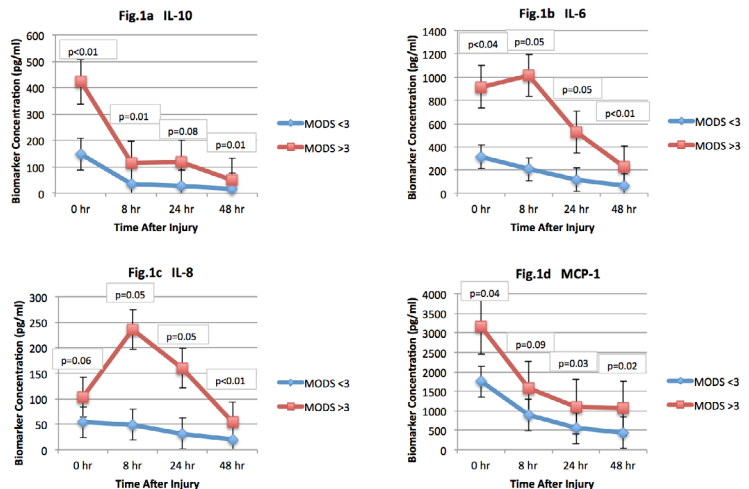 Fig.1a IL-10
Biomarker Concentration (pg/ml)
600
500
400
300
200
100
0
p<0.01
p=0.01
p=0.08
p=0.01
MODS <3
MODS >3
0 hr 8 hr 24 hr 48 hr
Time After Injury
Fig.1b IL-6
Biomarker Concentration (pg/ml)
1400
1200
1000
800
600
400
200
0
p<0.04
p=0.05
p=0.05
p<0.01
MODS <3
MODS >3
0 hr 8 hr 24 hr 48 hr
Time After Injury
Fig.1c IL-8
Biomarker Concentration (pg/ml)
300
250
200
150
100
50
0
p=0.06
p=0.05
p=0.05
p<0.01
MODS <3
MODS >3
0 hr 8 hr 24 hr 48 hr
Time After Injury
Fig.1d MCP-1
Biomarker Concentration (pg/ml)
4000
3500
3000
2500
2000
1500
1000
500
0
p=0.04
p=0.09
p=0.03
p=0.02
MODS <3
MODS >3
0 hr 8 hr 24 hr 48 hr
Time After Injury